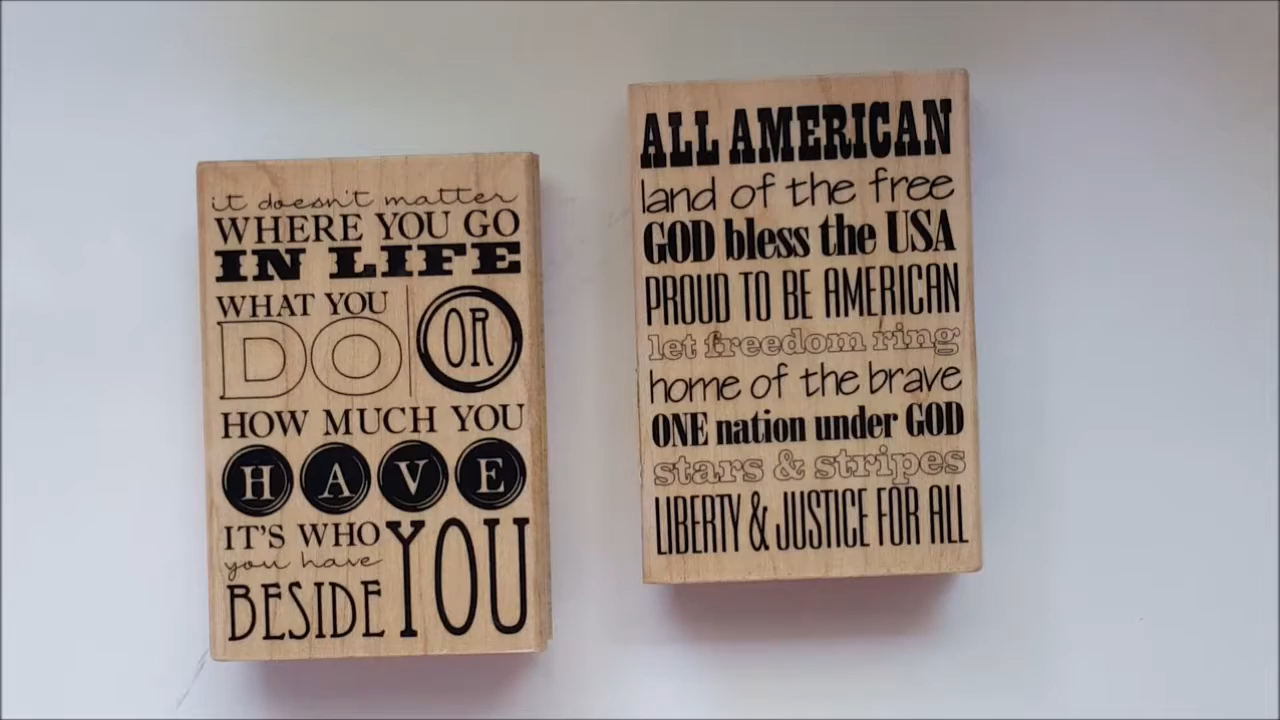 it doesn't matter
WHERE YOU GO
IN LIFE
WHAT YOU
DO OR
HOW MUCH YOU
HAVE
IT'S WHO
you have
BESIDE YOU
ALL AMERICAN
land of the free
GOD bless the USA
PROUD TO BE AMERICAN
let freedom ring
home of the brave
ONE nation under GOD
stars & stripes
LIBERTY & JUSTICE FOR ALL